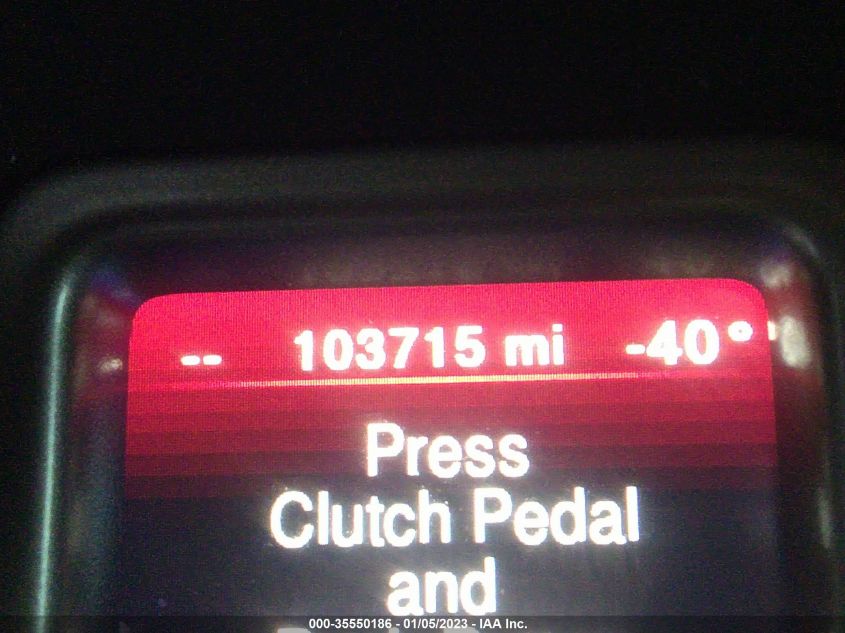 -- 103715 mi -40°
Press
Clutch Pedal
and
000-35550186 - 01/05/2023 - IAA Inc.